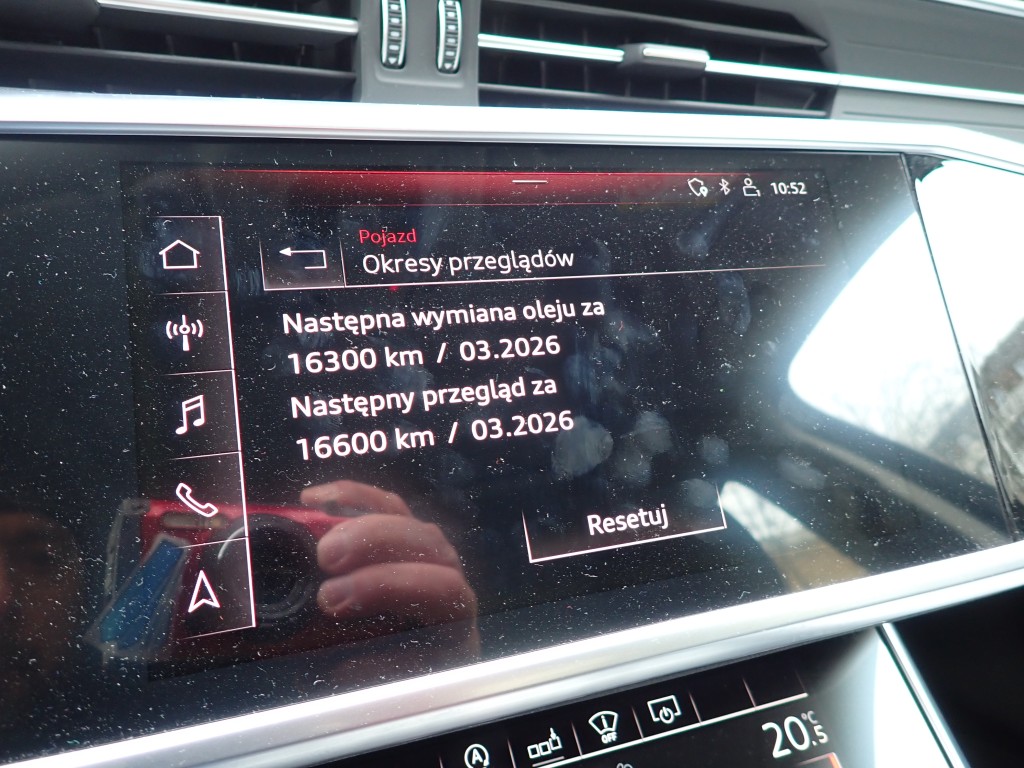 10:52
Pojazd
Okresy przeglądów
Następna wymiana oleju za
16300 km / 03.2026
Następny przegląd za
16600 km / 03.2026
Resetuj
A
OFF
20.5 °C